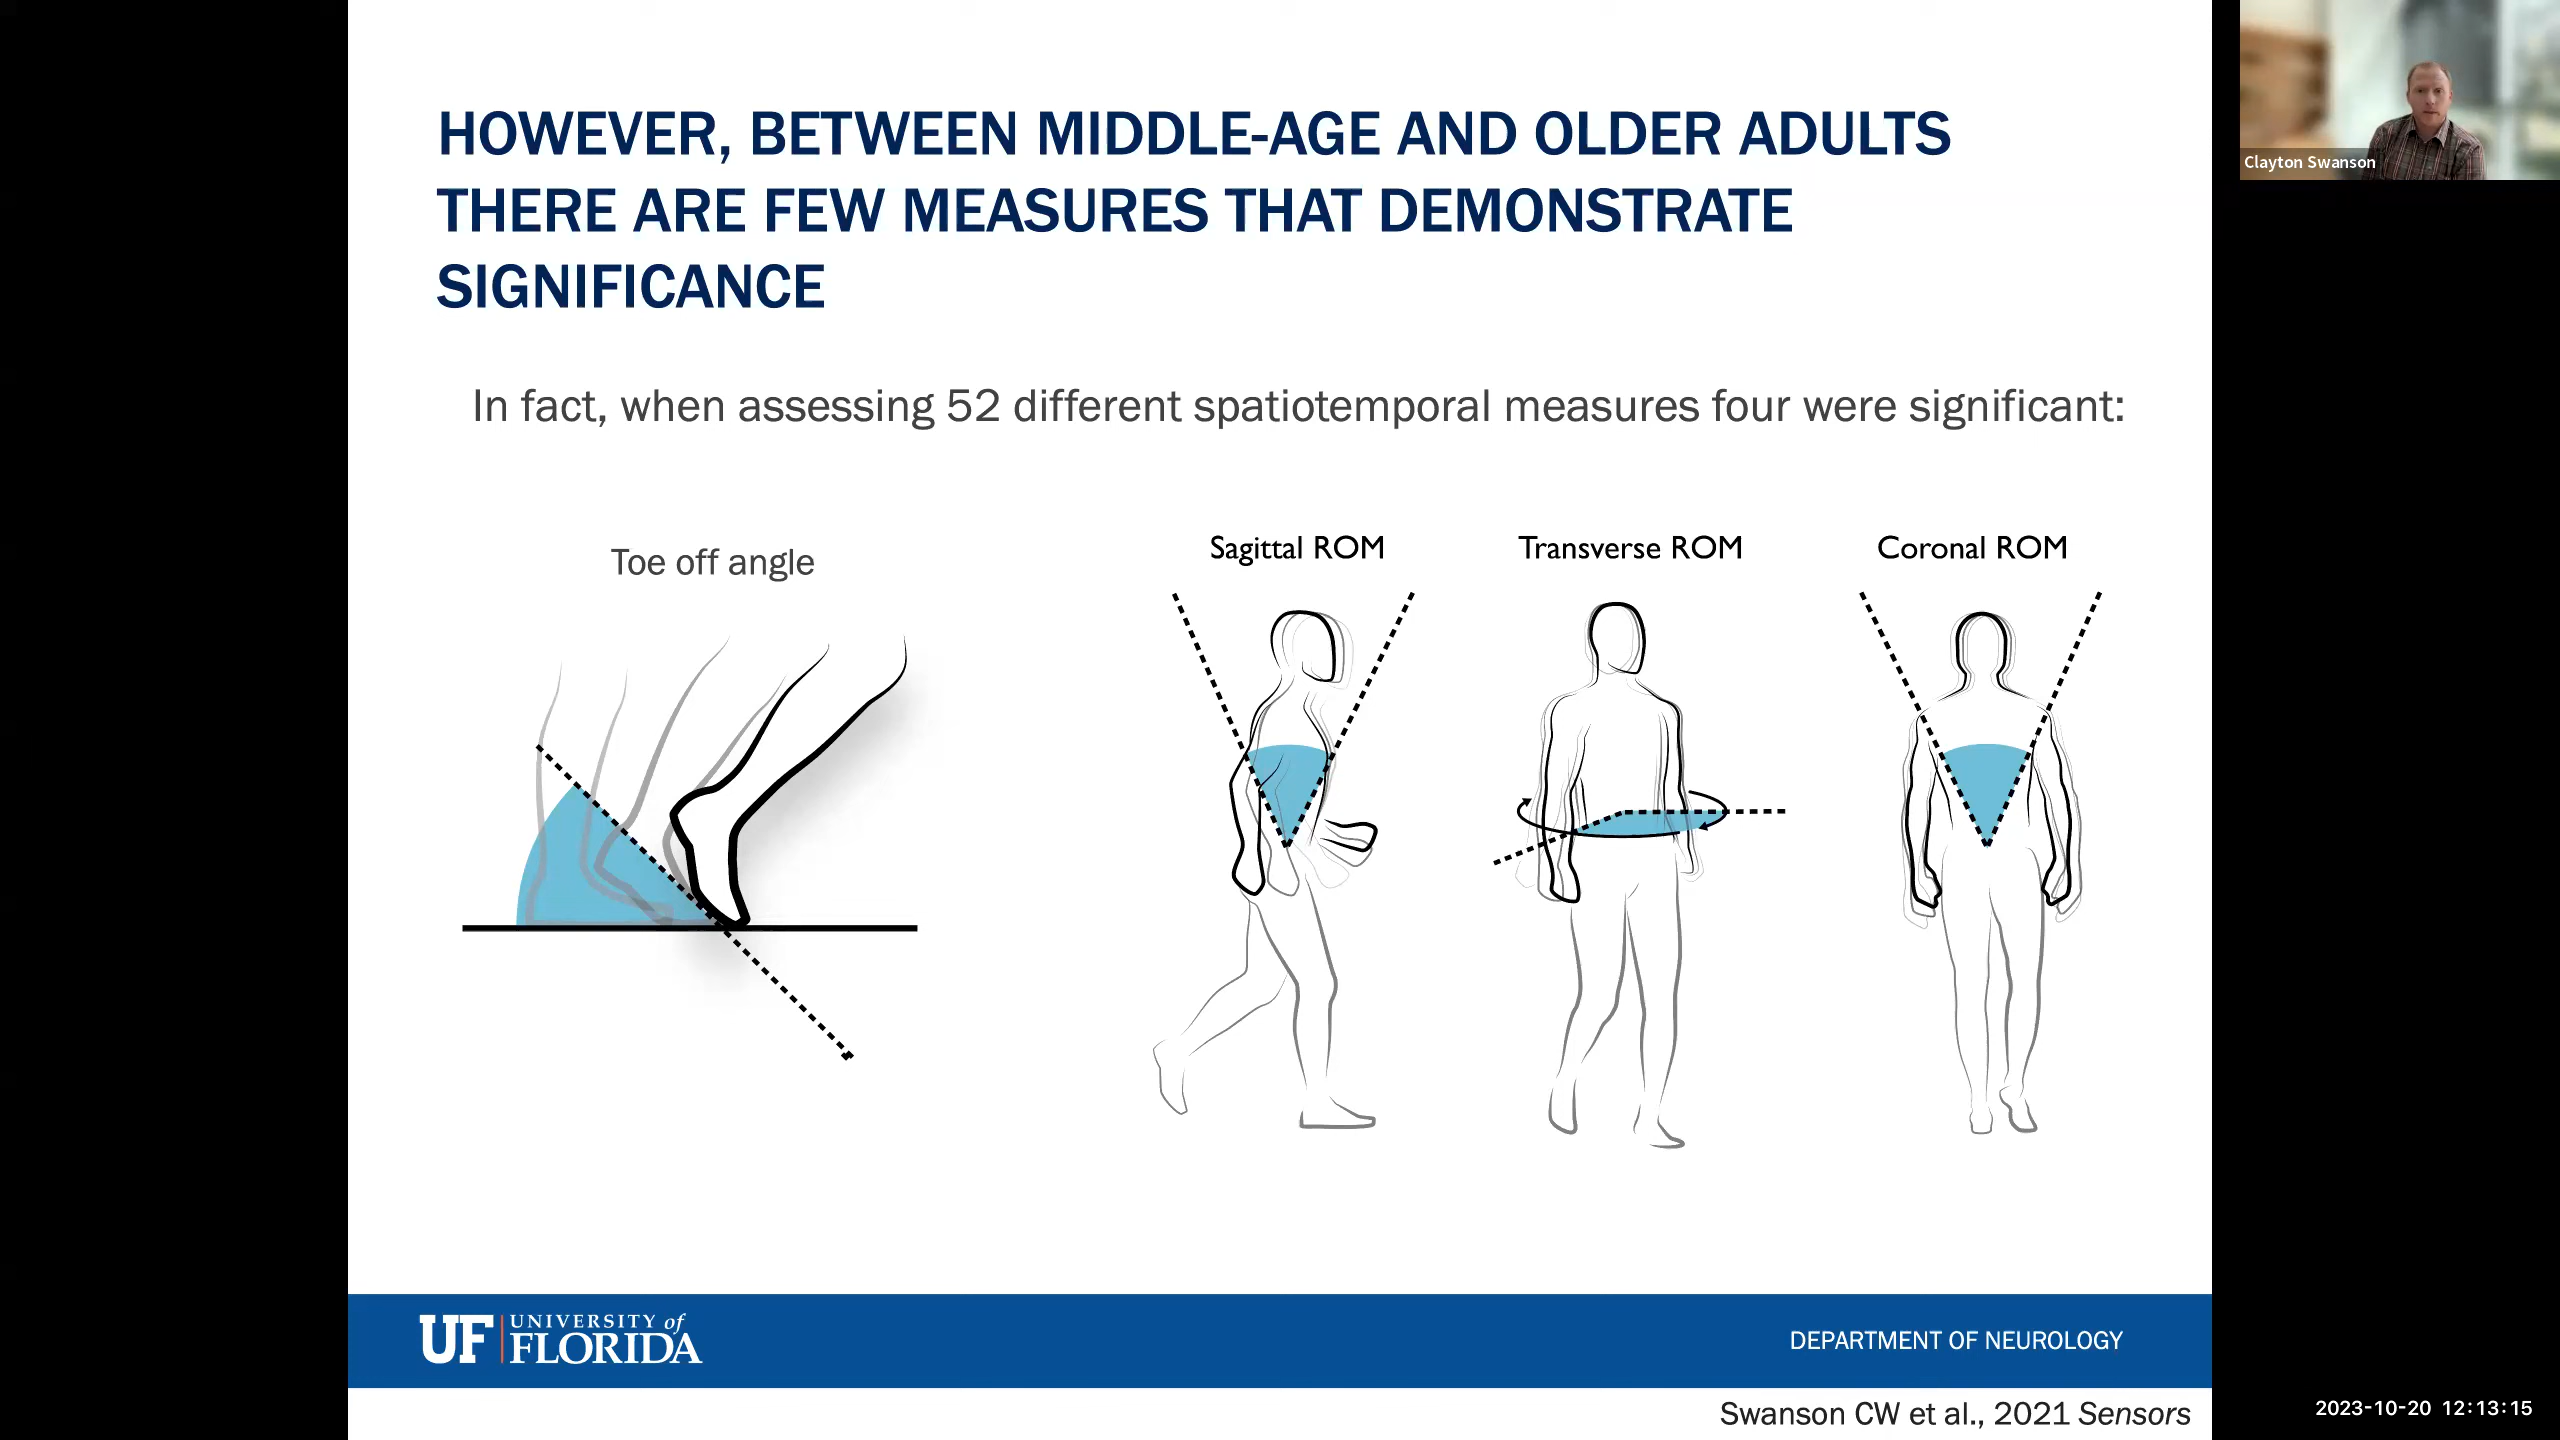 HOWEVER, BETWEEN MIDDLE-AGE AND OLDER ADULTS
THERE ARE FEW MEASURES THAT DEMONSTRATE
SIGNIFICANCE
Clayton Swanson
In fact, when assessing 52 different spatiotemporal measures four were significant:
Toe off angle
Sagittal ROM
Transverse ROM
Coronal ROM
UF UNIVERSITY of
FLORIDA
DEPARTMENT OF NEUROLOGY
Swanson CW et al., 2021 Sensors
2023-10-20 12:13:15